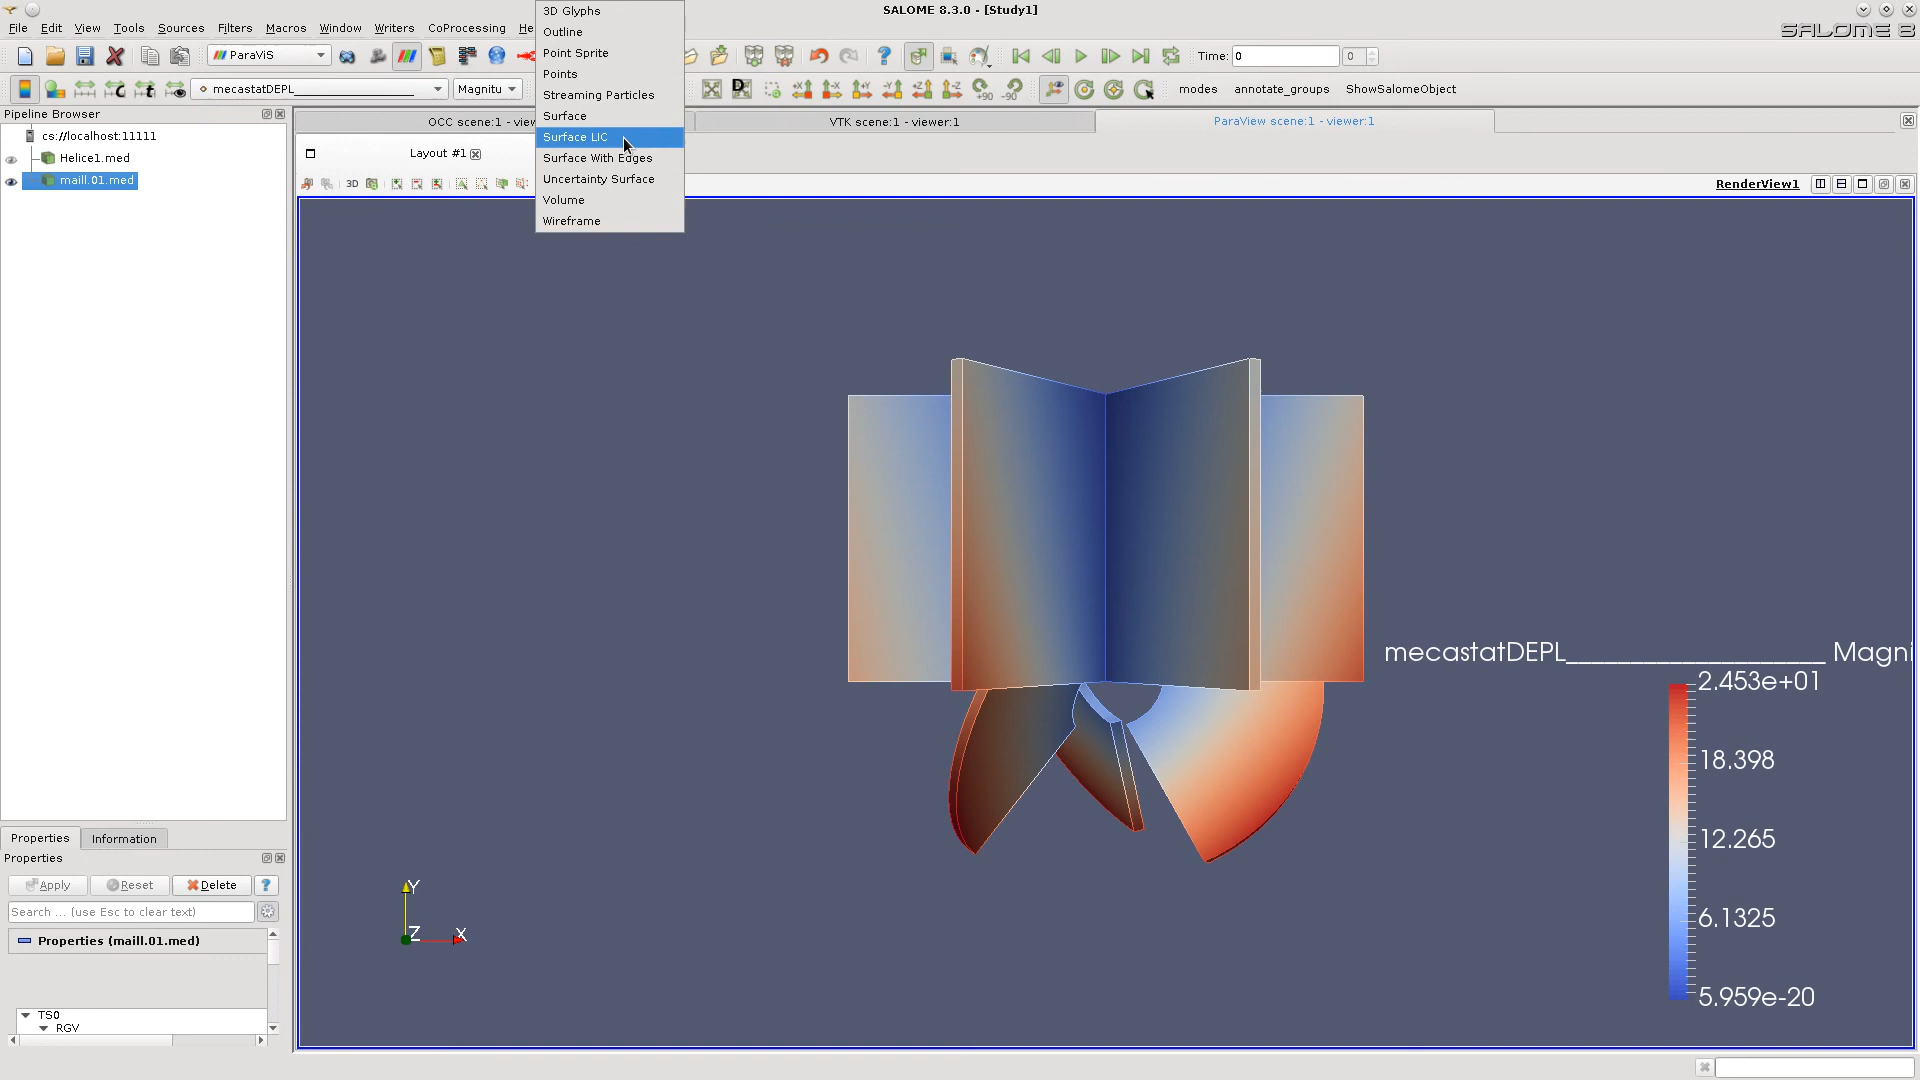 SALOME 8.3.0 - [Study1]
File Edit View Tools Sources Filters Macros Window Writers CoProcessing He
SALOME 8
ParaViS
Time: 0
0
mecastatDEPL____________________
Magnitu
modes annotate_groups ShowSalomeObject
3D Glyphs
Outline
Point Sprite
Points
Streaming Particles
Surface
Surface LIC
Surface With Edges
Uncertainty Surface
Volume
Wireframe
Pipeline Browser
cs://localhost:11111
Helice1.med
maill.01.med
OCC scene:1 - view
VTK scene:1 - viewer:1
ParaView scene:1 - viewer:1
Layout #1
3D
RenderView1
mecastatDEPL____________________ Magni
2.453e+01
18.398
12.265
6.1325
5.959e-20
Y
Z
X
Properties Information
Properties
Apply Reset Delete ?
Search ... (use Esc to clear text)
Properties (maill.01.med)
TS0
RGV